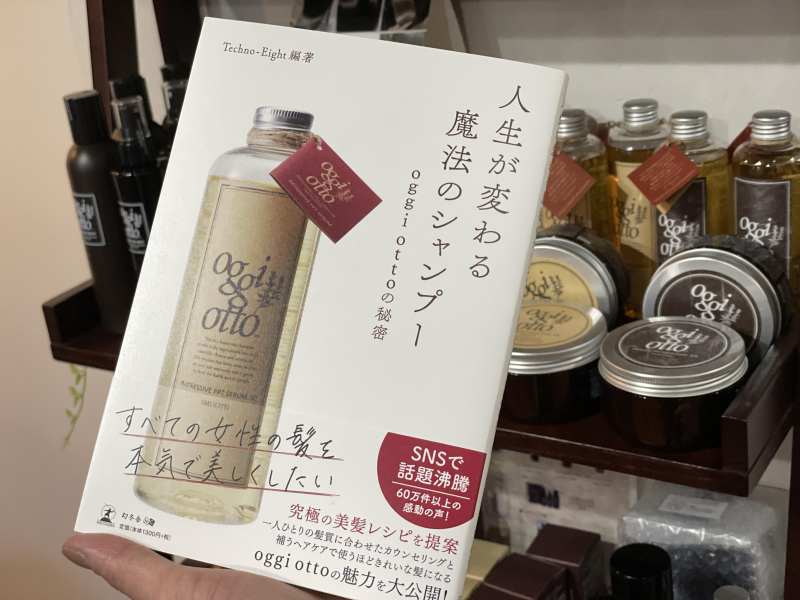 Techno-Eight 編著
人生が変わる
魔法のシャンプー
oggi ottoの秘密
oggi
otto
oggi
otto
IMPRESSIVE PPT SERUM
SMOOTH
すべての女性の髪を
本気で美しくしたい
SNSで
話題沸騰
60万件以上の
感動の声!
究極の美髪レシピを提案
一人ひとりの髪質に合わせたカウンセリングと
補うヘアケアで使うほどきれいな髪になる
oggi ottoの魅力を大公開!
幻冬舎
定価(本体1300円+税)
oggi
otto
oggi
otto
oggi
otto
oggi
otto